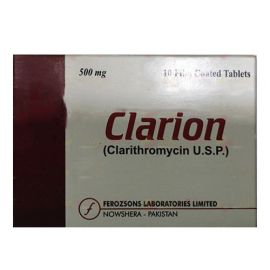 500 mg
10 Film Coated Tablets
Clarion
(Clarithromycin U.S.P.)
f
FEROZSONS LABORATORIES LIMITED
NOWSHERA - PAKISTAN